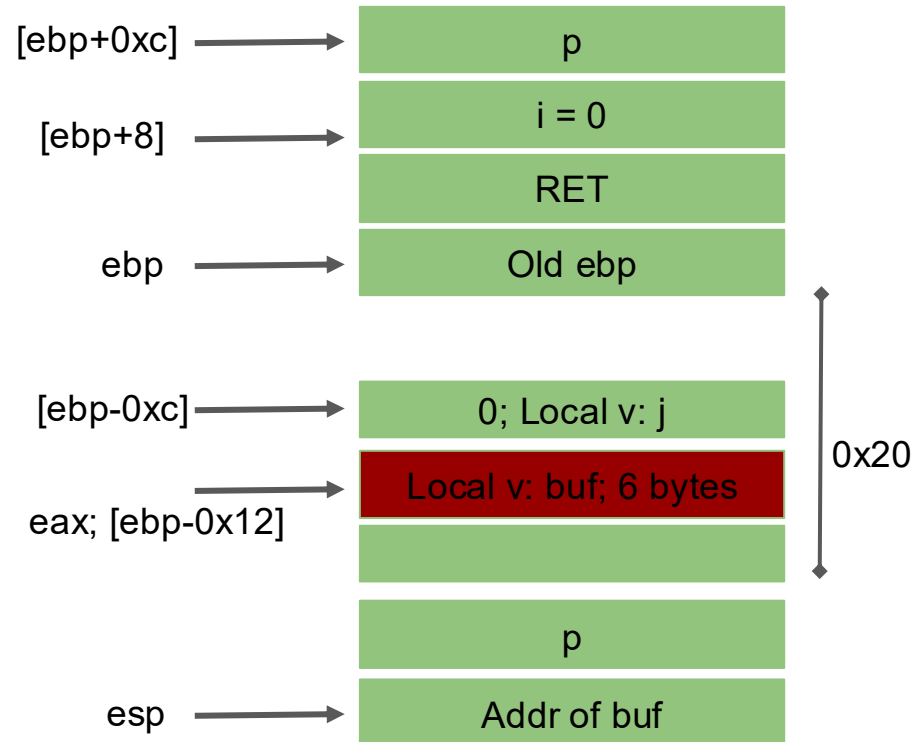 [ebp+0xc]
p
i = 0
[ebp+8]
RET
ebp
Old ebp
[ebp-0xc]
0; Local v: j
0x20
Local v: buf; 6 bytes
eax; [ebp-0x12]
p
esp
Addr of buf